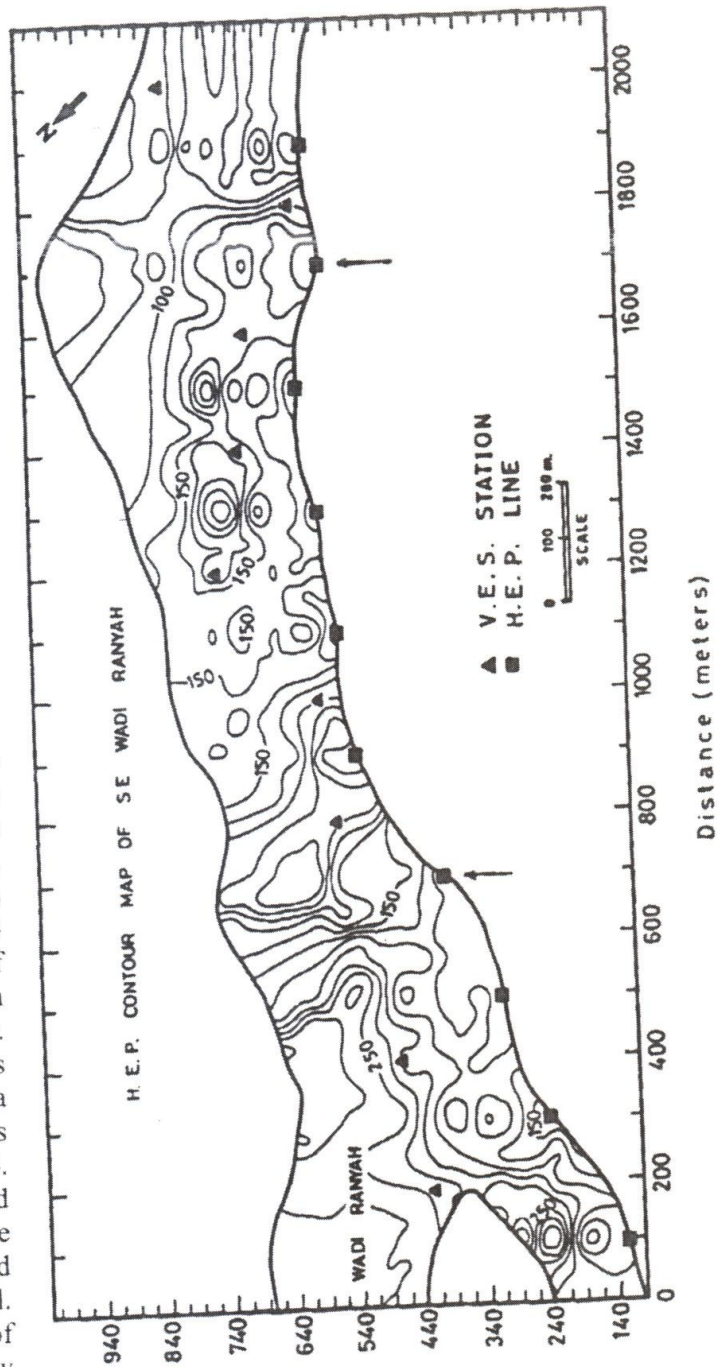 H.E.P. CONTOUR MAP OF SE WADI RANYAH
N
WADI RANYAH
100
150
150
150
150
150
150
250
150
250
V.E.S. STATION
H.E.P. LINE
0 100 200 m.
SCALE
940
840
740
640
540
440
340
240
140
0
200
400
600
800
1000
1200
1400
1600
1800
2000
Distance (meters)
s
a
s
d
e
d
l.
of